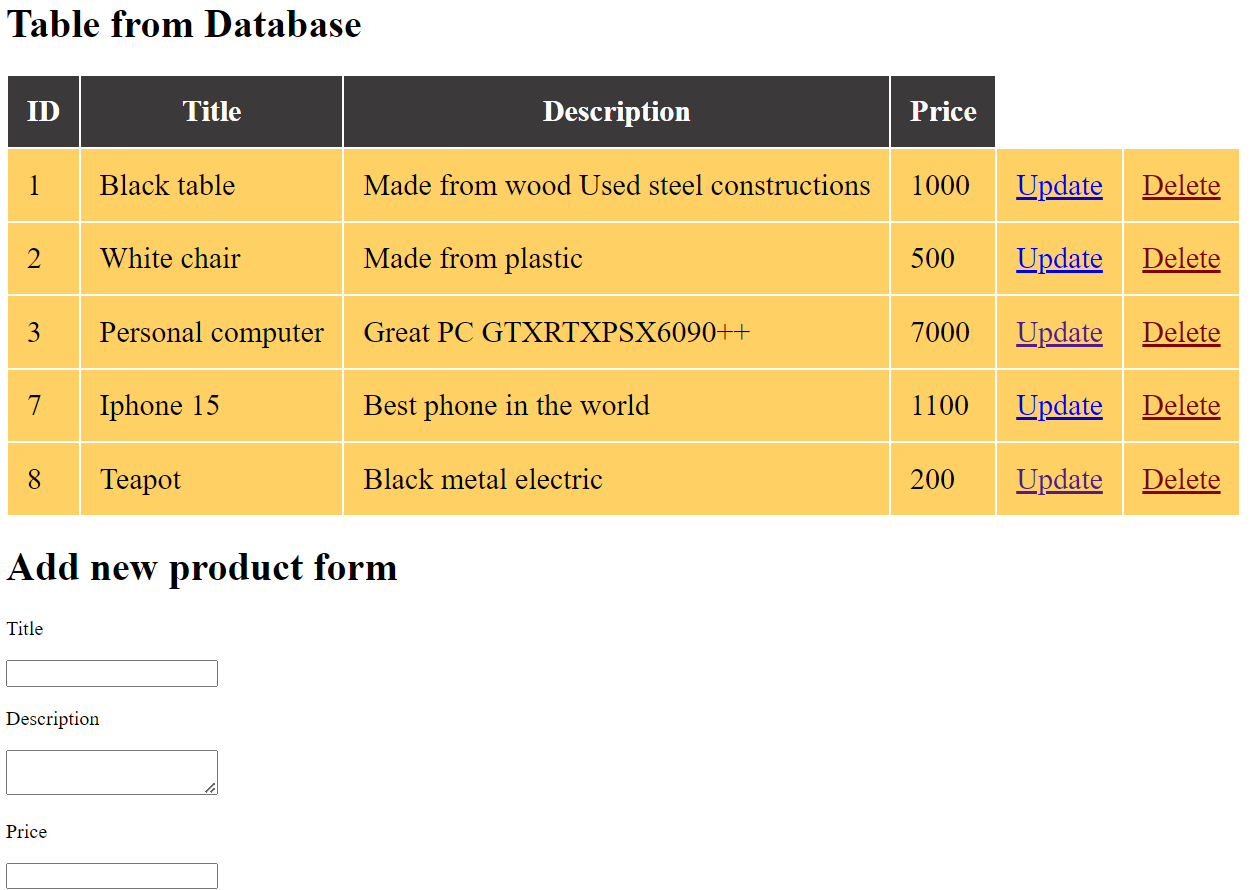 Table from Database
ID Title Description Price
1 Black table Made from wood Used steel constructions 1000 Update Delete
2 White chair Made from plastic 500 Update Delete
3 Personal computer Great PC GTXRTXPSX6090++ 7000 Update Delete
7 Iphone 15 Best phone in the world 1100 Update Delete
8 Teapot Black metal electric 200 Update Delete
Add new product form
Title
Description
Price